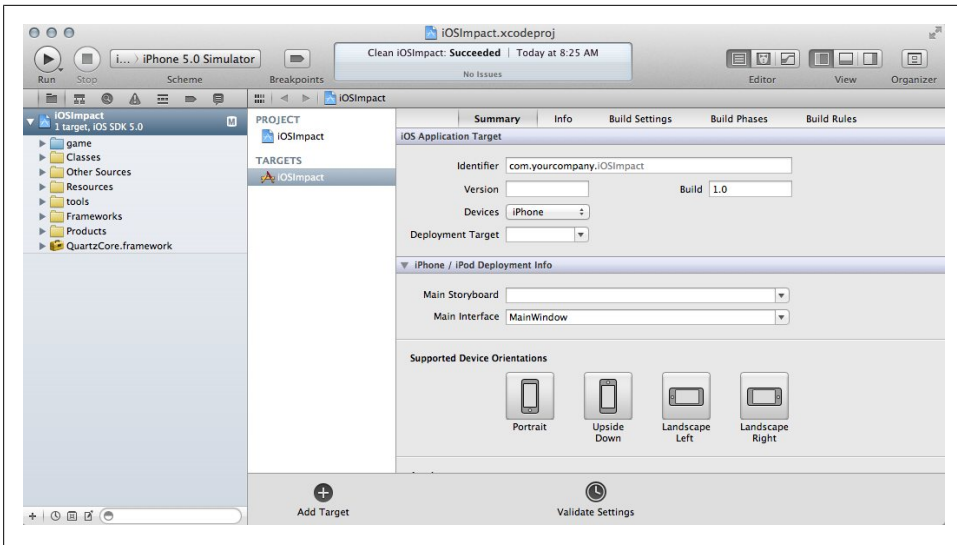 iOSImpact.xcodeproj
i... › iPhone 5.0 Simulator
Clean iOSImpact: Succeeded | Today at 8:25 AM
No Issues
Run
Stop
Scheme
Breakpoints
Editor
View
Organizer
iOSImpact
iOSImpact
1 target, iOS SDK 5.0
M
game
Classes
Other Sources
Resources
tools
Frameworks
Products
QuartzCore.framework
PROJECT
iOSImpact
TARGETS
iOSImpact
Summary
Info
Build Settings
Build Phases
Build Rules
iOS Application Target
Identifier com.yourcompany.iOSImpact
Version
Build 1.0
Devices iPhone
Deployment Target
iPhone / iPod Deployment Info
Main Storyboard
Main Interface MainWindow
Supported Device Orientations
Portrait
Upside Down
Landscape Left
Landscape Right
Add Target
Validate Settings